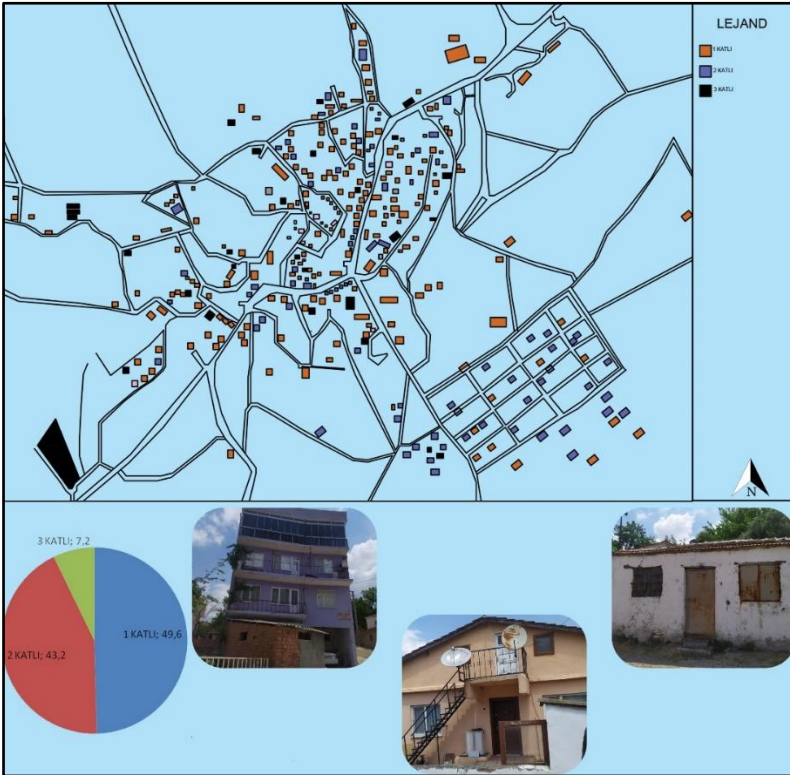 LEJAND
1 KATLI
2 KATLI
3 KATLI
N
3 KATLI; 7,2
1 KATLI; 49,6
2 KATLI; 43,2